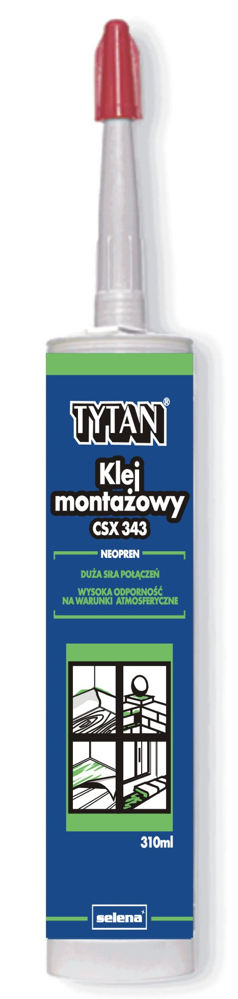 TYTAN®
Klej
montażowy
CSX 343
NEOPREN
DUŻA SIŁA POŁĄCZEŃ
WYSOKA ODPORNOŚĆ
NA WARUNKI ATMOSFERYCZNE
310ml
selena